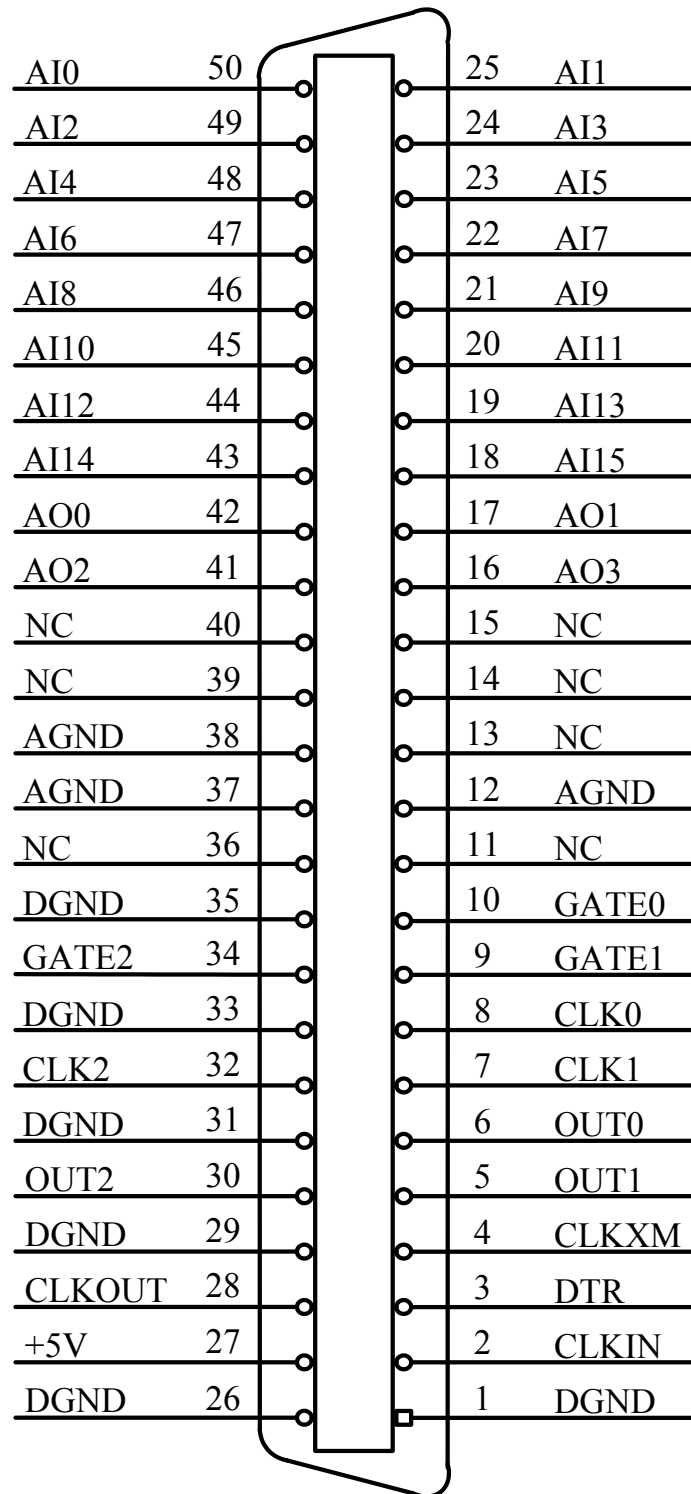 AI0 50 25 AI1
AI2 49 24 AI3
AI4 48 23 AI5
AI6 47 22 AI7
AI8 46 21 AI9
AI10 45 20 AI11
AI12 44 19 AI13
AI14 43 18 AI15
AO0 42 17 AO1
AO2 41 16 AO3
NC 40 15 NC
NC 39 14 NC
AGND 38 13 NC
AGND 37 12 AGND
NC 36 11 NC
DGND 35 10 GATE0
GATE2 34 9 GATE1
DGND 33 8 CLK0
CLK2 32 7 CLK1
DGND 31 6 OUT0
OUT2 30 5 OUT1
DGND 29 4 CLKXM
CLKOUT 28 3 DTR
+5V 27 2 CLKIN
DGND 26 1 DGND